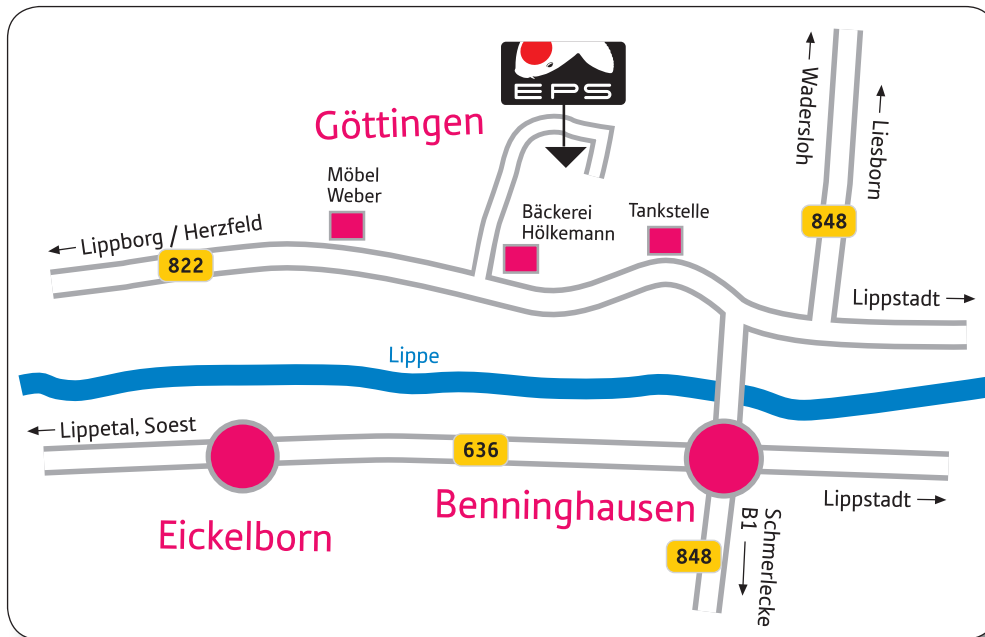 EPS
Göttingen
Wadersloh
Liesborn
Möbel
Weber
Bäckerei
Hölkemann
Tankstelle
848
Lippborg / Herzfeld
822
Lippstadt
Lippe
Lippetal, Soest
636
Benninghausen
Lippstadt
Eickelborn
848
Schmerlecke
B1